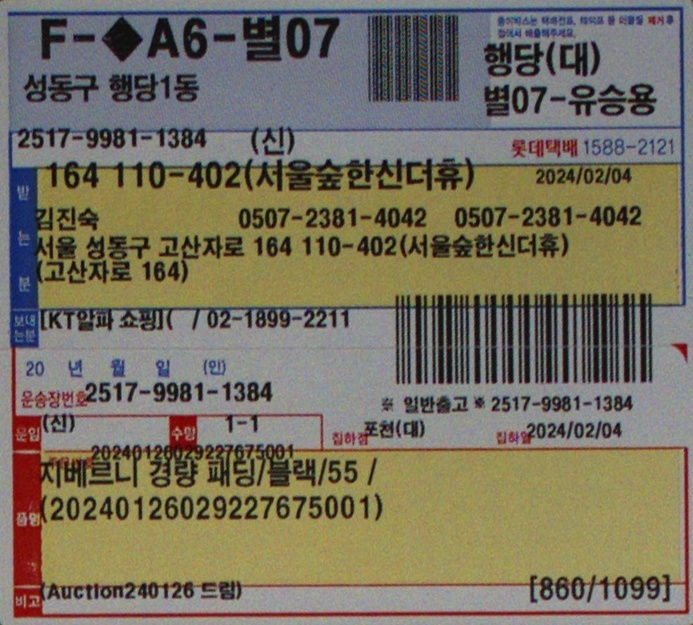 F-◆A6-별07
성동구 행당1동
종이박스는 택배전표, 테이프 등 이물질 제거후
접어서 배출해주세요.
행당(대)
별07-유승용
2517-9981-1384 (신)
롯데택배 1588-2121
164 110-402(서울숲한신더휴)
2024/02/04
받는분
김진숙 0507-2381-4042 0507-2381-4042
서울 성동구 고산자로 164 110-402(서울숲한신더휴)
(고산자로 164)
보내는분
[KT알파 쇼핑]( / 02-1899-2211
20 년 월 일 (인)
운송장번호 2517-9981-1384
※ 일반출고 ※ 2517-9981-1384
운임 (신) 수량 1-1
집하점 포천(대) 집하일 2024/02/04
20240126029227675001
품명
지베르니 경량 패딩/블랙/55 /
(20240126029227675001)
비고
(Auction240126 드림)
[860/1099]